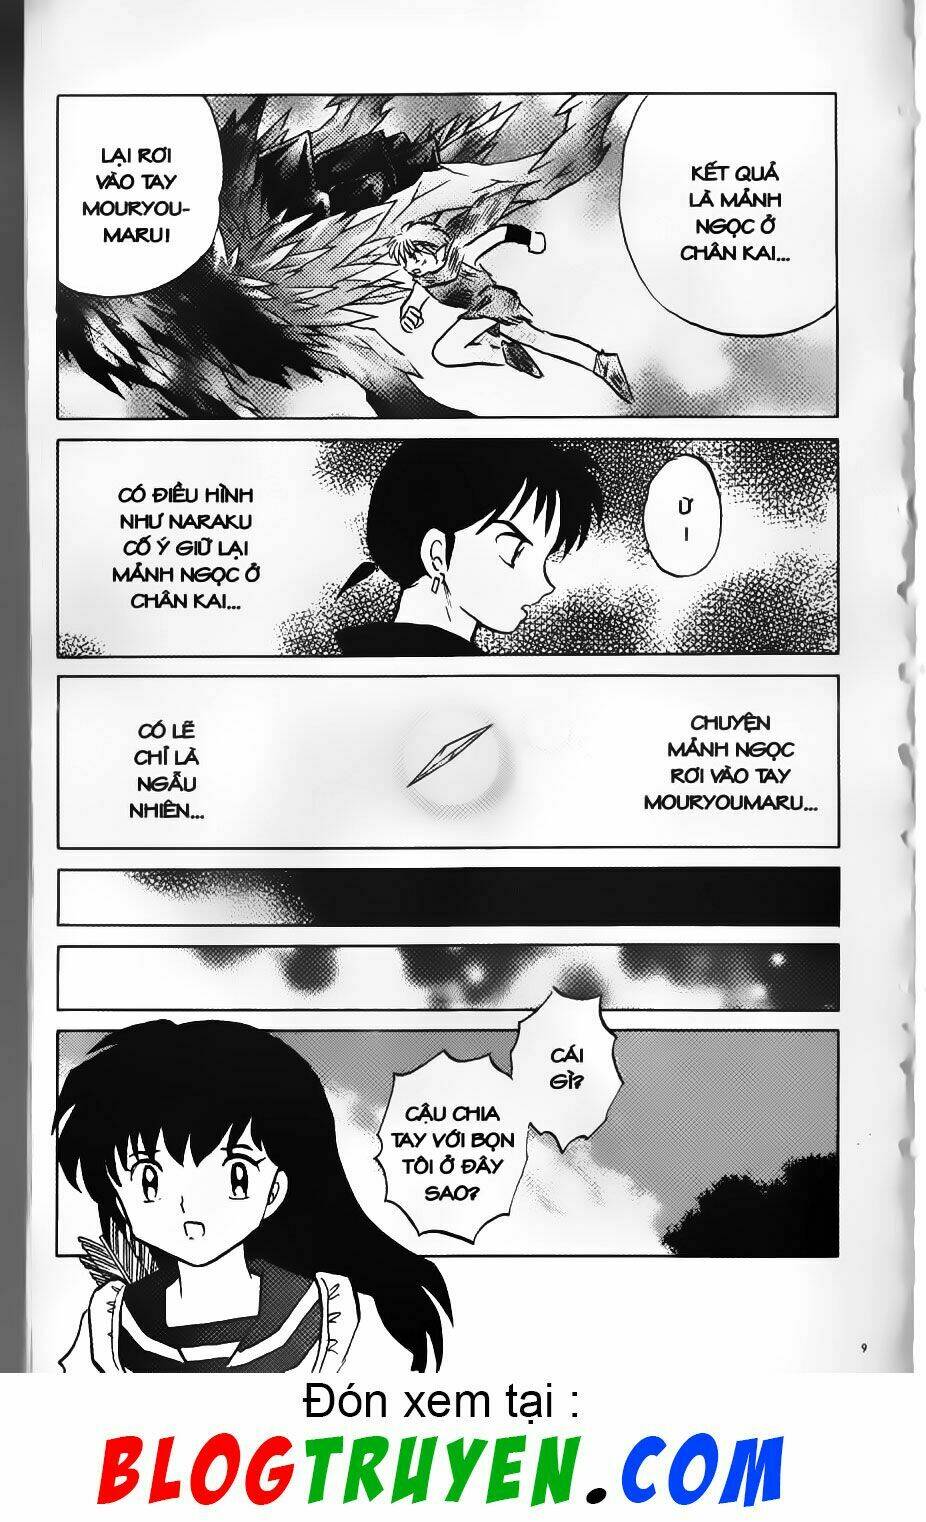 KẾT QUẢ
LÀ MẢNH
NGỌC Ở
CHÂN KAI...
LẠI RƠI
VÀO TAY
MOURYOU-
MARU!
Ừ
!
CÓ ĐIỀU HÌNH
NHƯ NARAKU
CỐ Ý GIỮ LẠI
MẢNH NGỌC Ở
CHÂN KAI...
CHUYỆN
MẢNH NGỌC
RƠI VÀO TAY
MOURYOUMARU...
CÓ LẼ
CHỈ LÀ
NGẪU
NHIÊN...
CÁI
GÌ?
CẬU CHIA
TAY VỚI BỌN
TÔI Ở ĐÂY
SAO?
9
Đón xem tại :
BLOGTRUYEN.COM